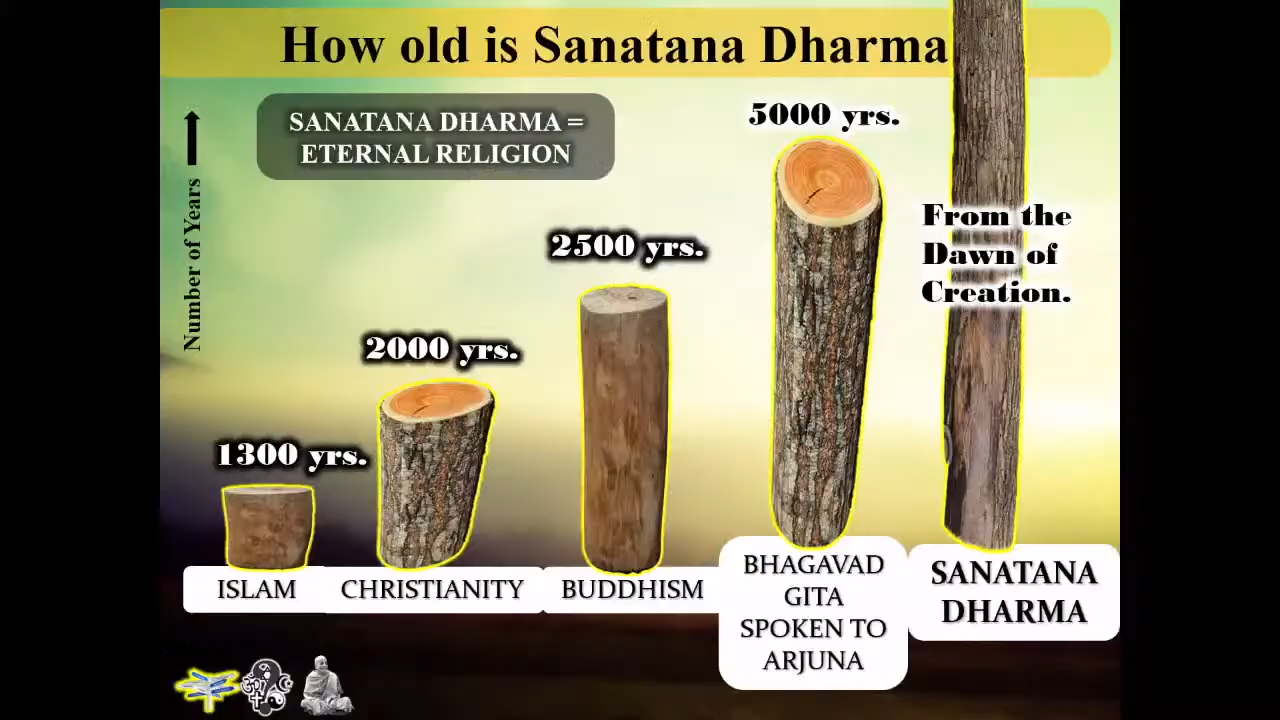 How old is Sanatana Dharma
SANATANA DHARMA =
ETERNAL RELIGION
Number of Years
1300 yrs.
2000 yrs.
2500 yrs.
5000 yrs.
From the
Dawn of
Creation.
ISLAM
CHRISTIANITY
BUDDHISM
BHAGAVAD
GITA
SPOKEN TO
ARJUNA
SANATANA
DHARMA